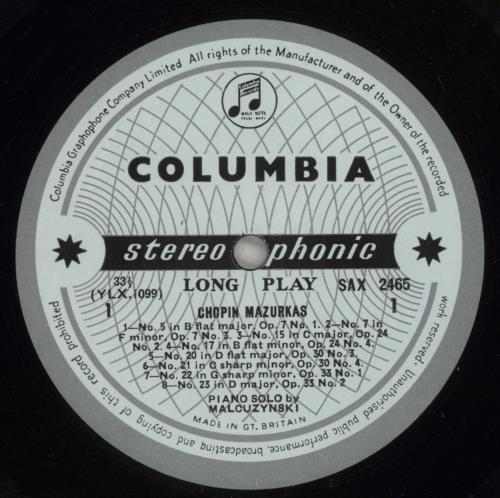 Columbia Graphophone Company Limited All rights of the Manufacturer and of the Owner of the recorded work reserved. Unauthorised public performance, broadcasting and copying of this record prohibited
Columbia
Records
MAGIC NOTES
TRADE MARK
COLUMBIA
stereo phonic
33⅓ LONG PLAY SAX 2465
(YLX.1099)
1 1
CHOPIN MAZURKAS
1—No. 5 in B flat major, Op. 7 No. 1. 2—No. 7 in
F minor, Op. 7 No. 3. 3—No. 15 in C major, Op. 24
No. 2. 4—No. 17 in B flat minor, Op. 24 No. 4.
5—No. 20 in D flat major, Op. 30 No. 3.
6—No. 21 in C sharp minor, Op. 30 No. 4.
7—No. 22 in G sharp minor, Op. 33 No. 1
8—No. 23 in D major, Op. 33 No. 2
PIANO SOLO by
MALCUZYNSKI
MADE IN GT. BRITAIN